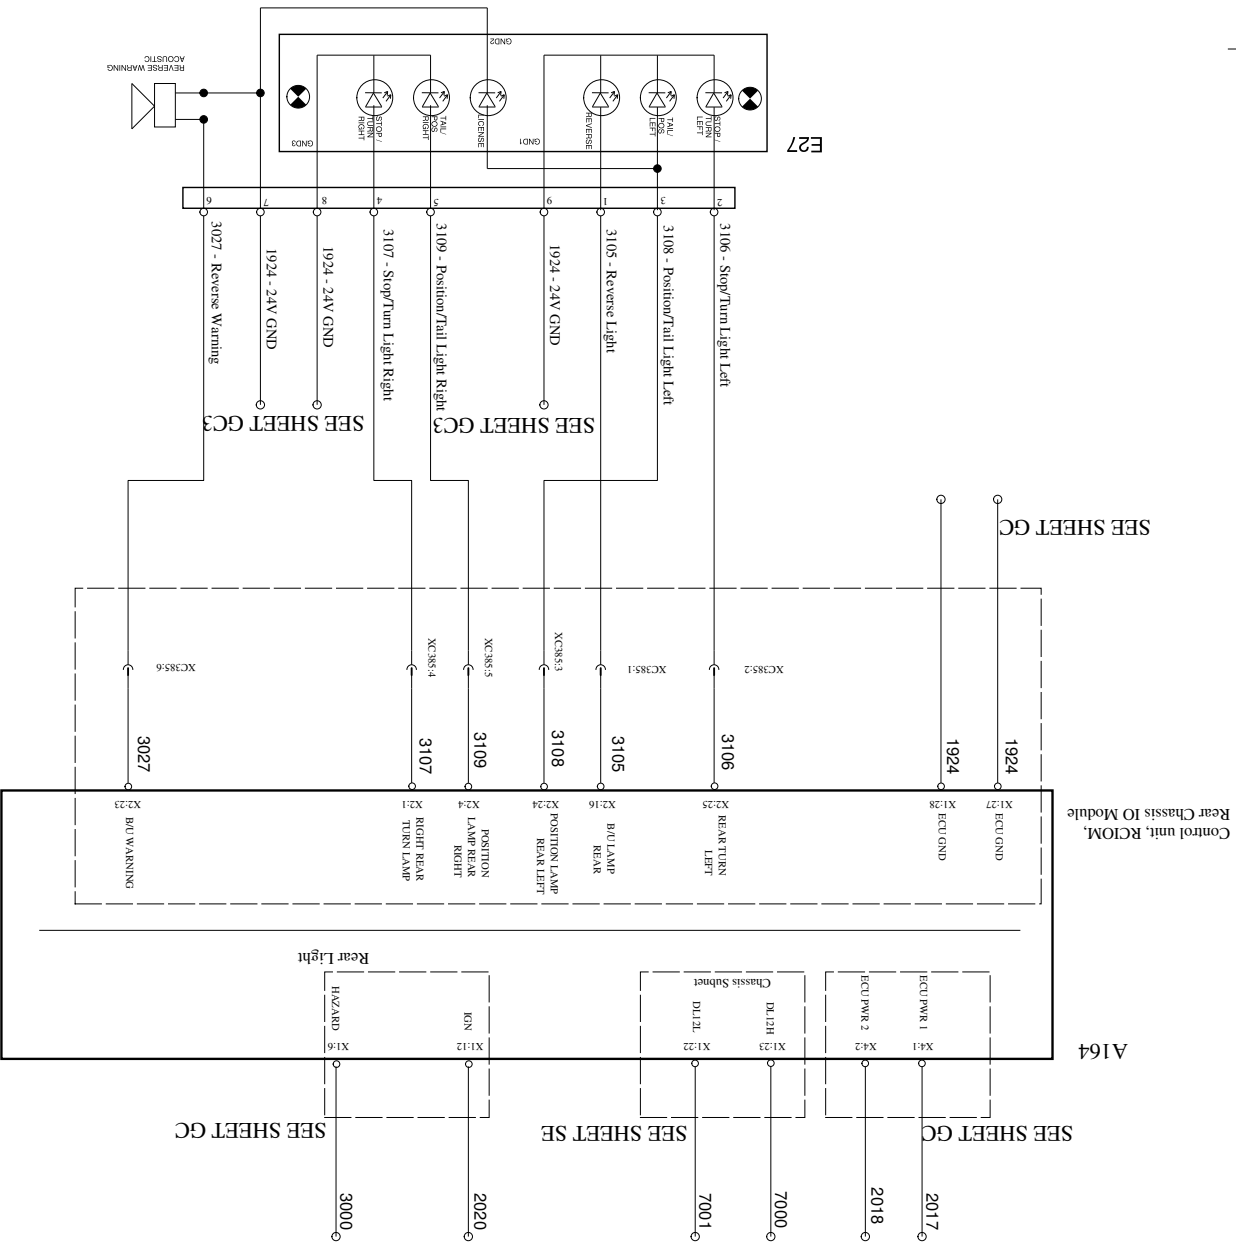 REVERSE WARNING
ACOUSTIC
GND2
STOP /
TURN
RIGHT
TAIL/
POS
RIGHT
LICENSE
REVERSE
TAIL/
POS
LEFT
STOP /
TURN
LEFT
GND3
GND1
E27
6
7
8
4
5
9
1
3
2
3027 - Reverse Warning
1924 - 24V GND
1924 - 24V GND
3107 - Stop/Turn Light Right
3109 - Position/Tail Light Right
1924 - 24V GND
3105 - Reverse Light
3108 - Position/Tail Light Left
3106 - Stop/Turn Light Left
SEE SHEET GC3
SEE SHEET GC3
SEE SHEET GC
XC385:6
XC385:4
XC385:5
XC385:3
XC385:1
XC385:2
3027
3107
3109
3108
3105
3106
1924
1924
X2:23
X2:1
X2:4
X2:24
X2:16
X2:25
X1:28
X1:27
B/U WARNING
RIGHT REAR
TURN LAMP
POSITION
LAMP REAR
RIGHT
POSITION LAMP
REAR LEFT
B/U LAMP
REAR
REAR TURN
LEFT
ECU GND
ECU GND
Control unit, RCIOM,
Rear Chassis IO Module
Rear Light
Chassis Subnet
HAZARD
IGN
DL12L
DL12H
ECU PWR 2
ECU PWR 1
X1:6
X1:12
X1:22
X1:23
X4:2
X4:1
A164
SEE SHEET GC
SEE SHEET SE
SEE SHEET GC
3000
2020
7001
7000
2018
2017